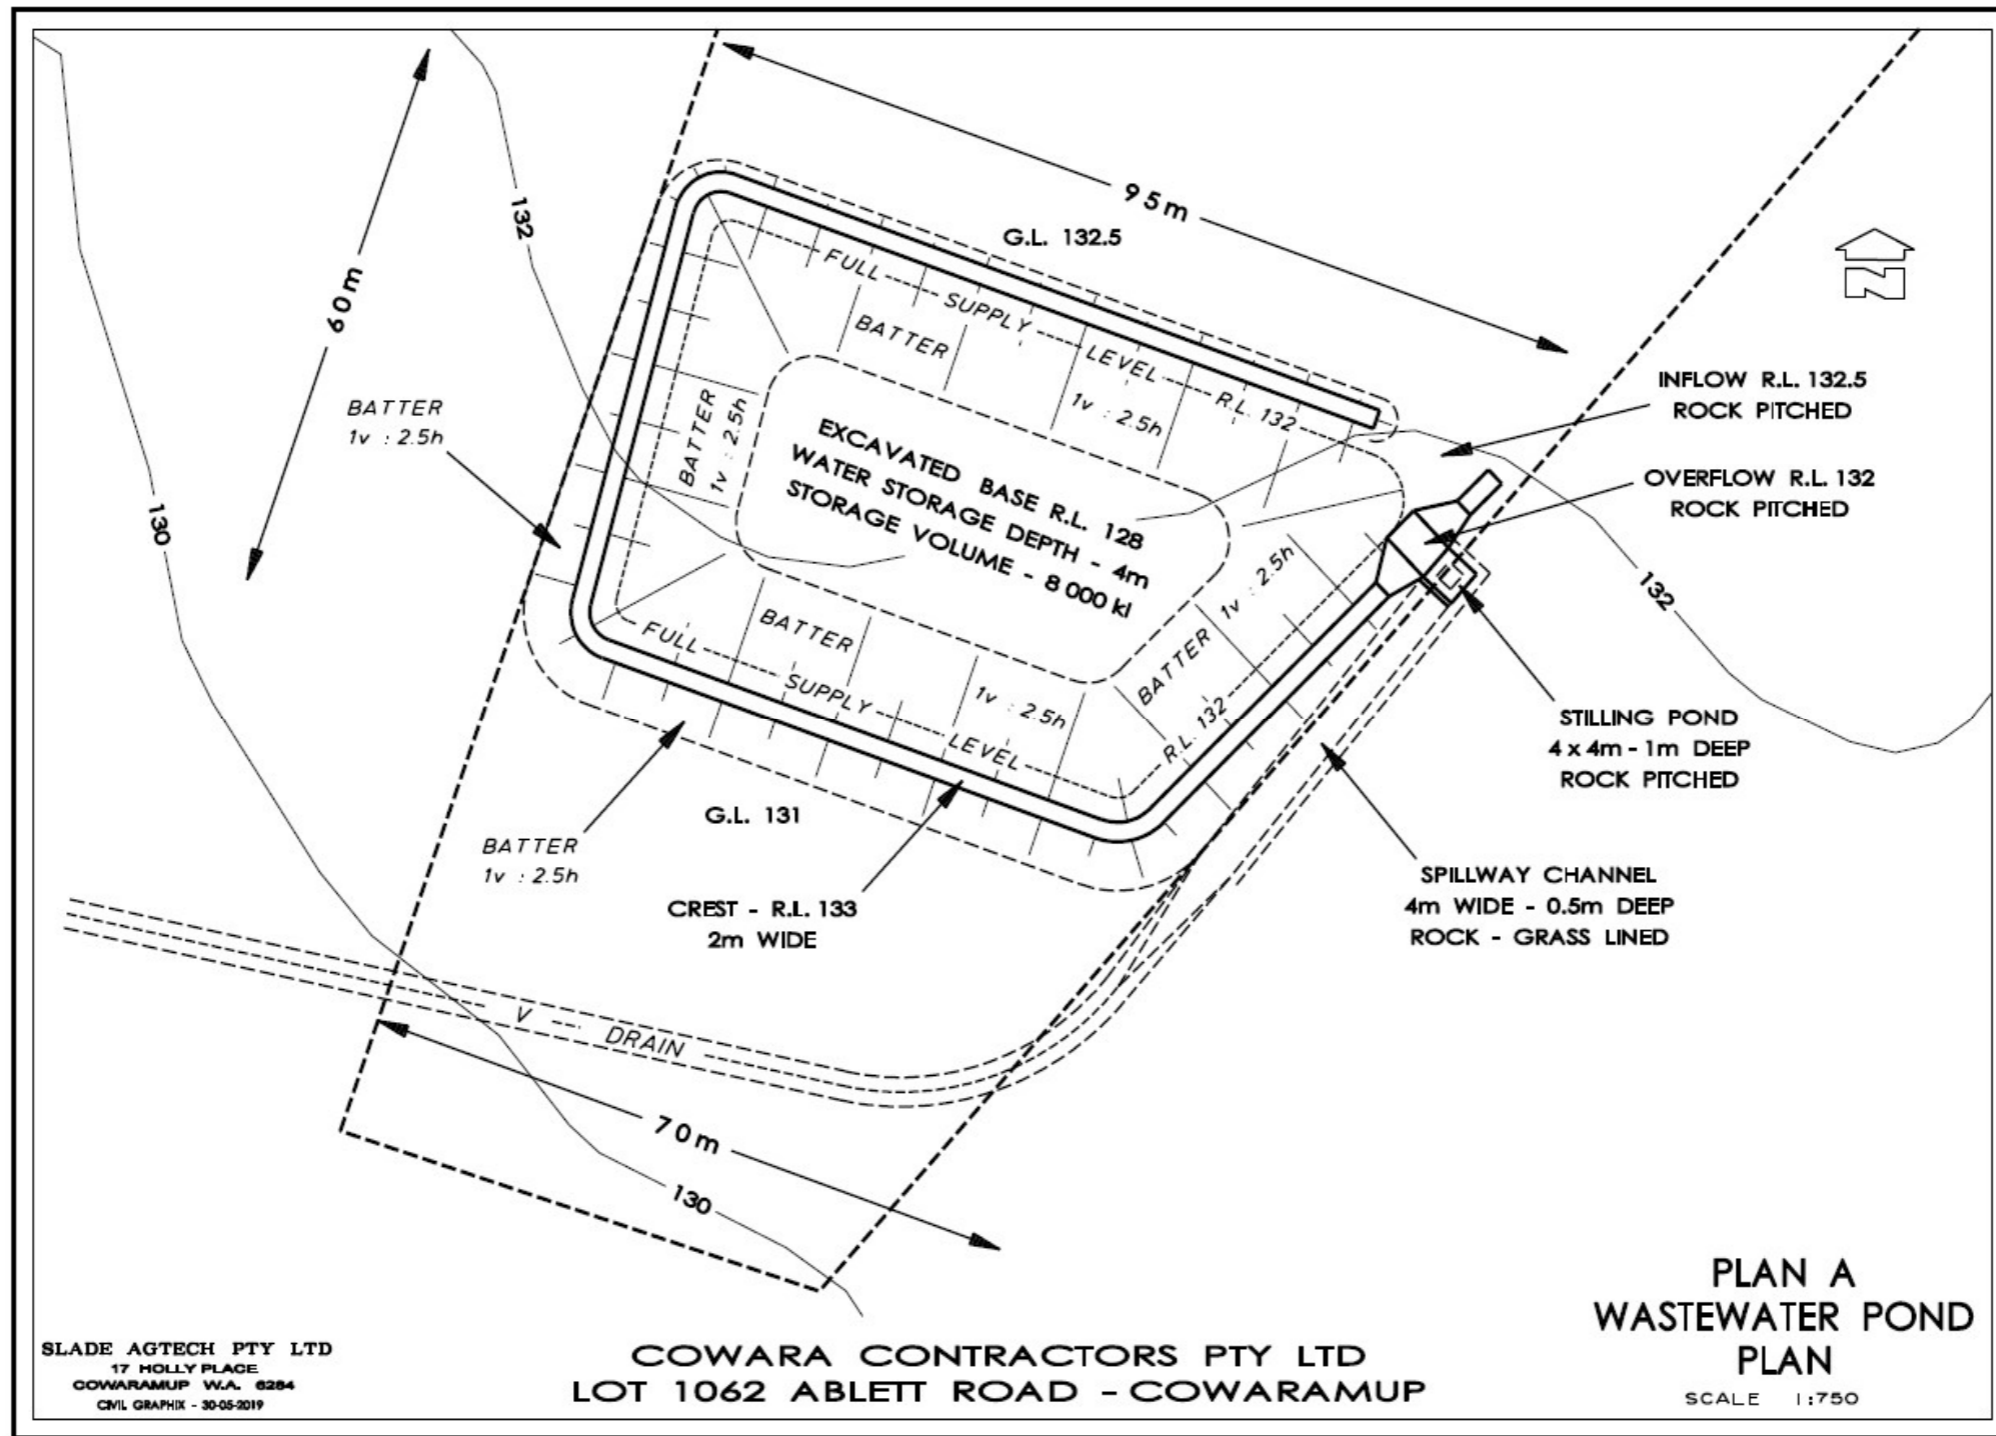 95m
60m
132
G.L. 132.5
N
FULL SUPPLY LEVEL R.L. 132
BATTER
1v : 2.5h
INFLOW R.L. 132.5
ROCK PITCHED
BATTER
1v : 2.5h
BATTER
1v : 2.5h
EXCAVATED BASE R.L. 128
WATER STORAGE DEPTH - 4m
STORAGE VOLUME - 8 000 kl
OVERFLOW R.L. 132
ROCK PITCHED
130
132
BATTER 1v : 2.5h
BATTER
1v : 2.5h
FULL SUPPLY LEVEL
R.L. 132
STILLING POND
4 x 4m - 1m DEEP
ROCK PITCHED
G.L. 131
BATTER
1v : 2.5h
CREST - R.L. 133
2m WIDE
SPILLWAY CHANNEL
4m WIDE - 0.5m DEEP
ROCK - GRASS LINED
V - DRAIN
70m
130
PLAN A
WASTEWATER POND
PLAN
SCALE 1:750
SLADE AGTECH PTY LTD
17 HOLLY PLACE
COWARAMUP W.A. 6284
CIVIL GRAPHIX - 30-05-2019
COWARA CONTRACTORS PTY LTD
LOT 1062 ABLETT ROAD - COWARAMUP